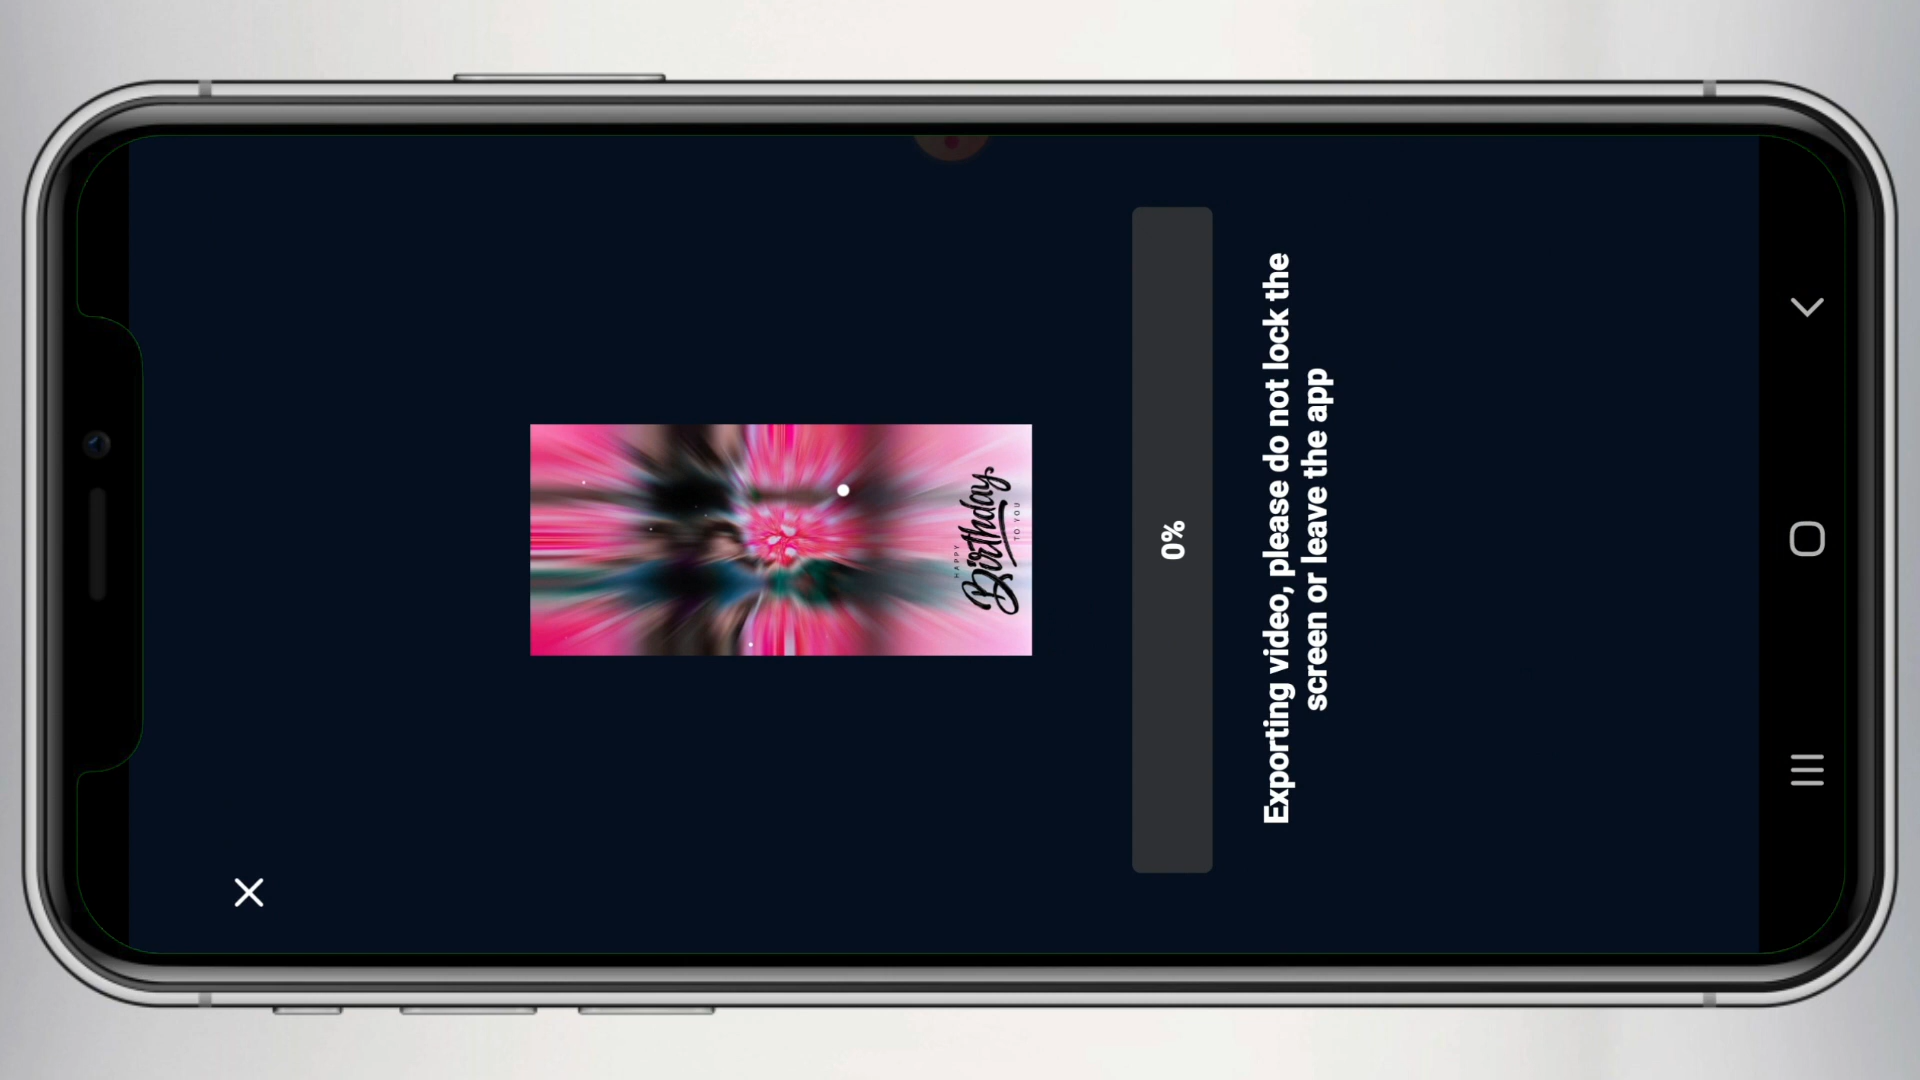 HAPPY
Birthday
TO YOU
0%
Exporting video, please do not lock the
screen or leave the app